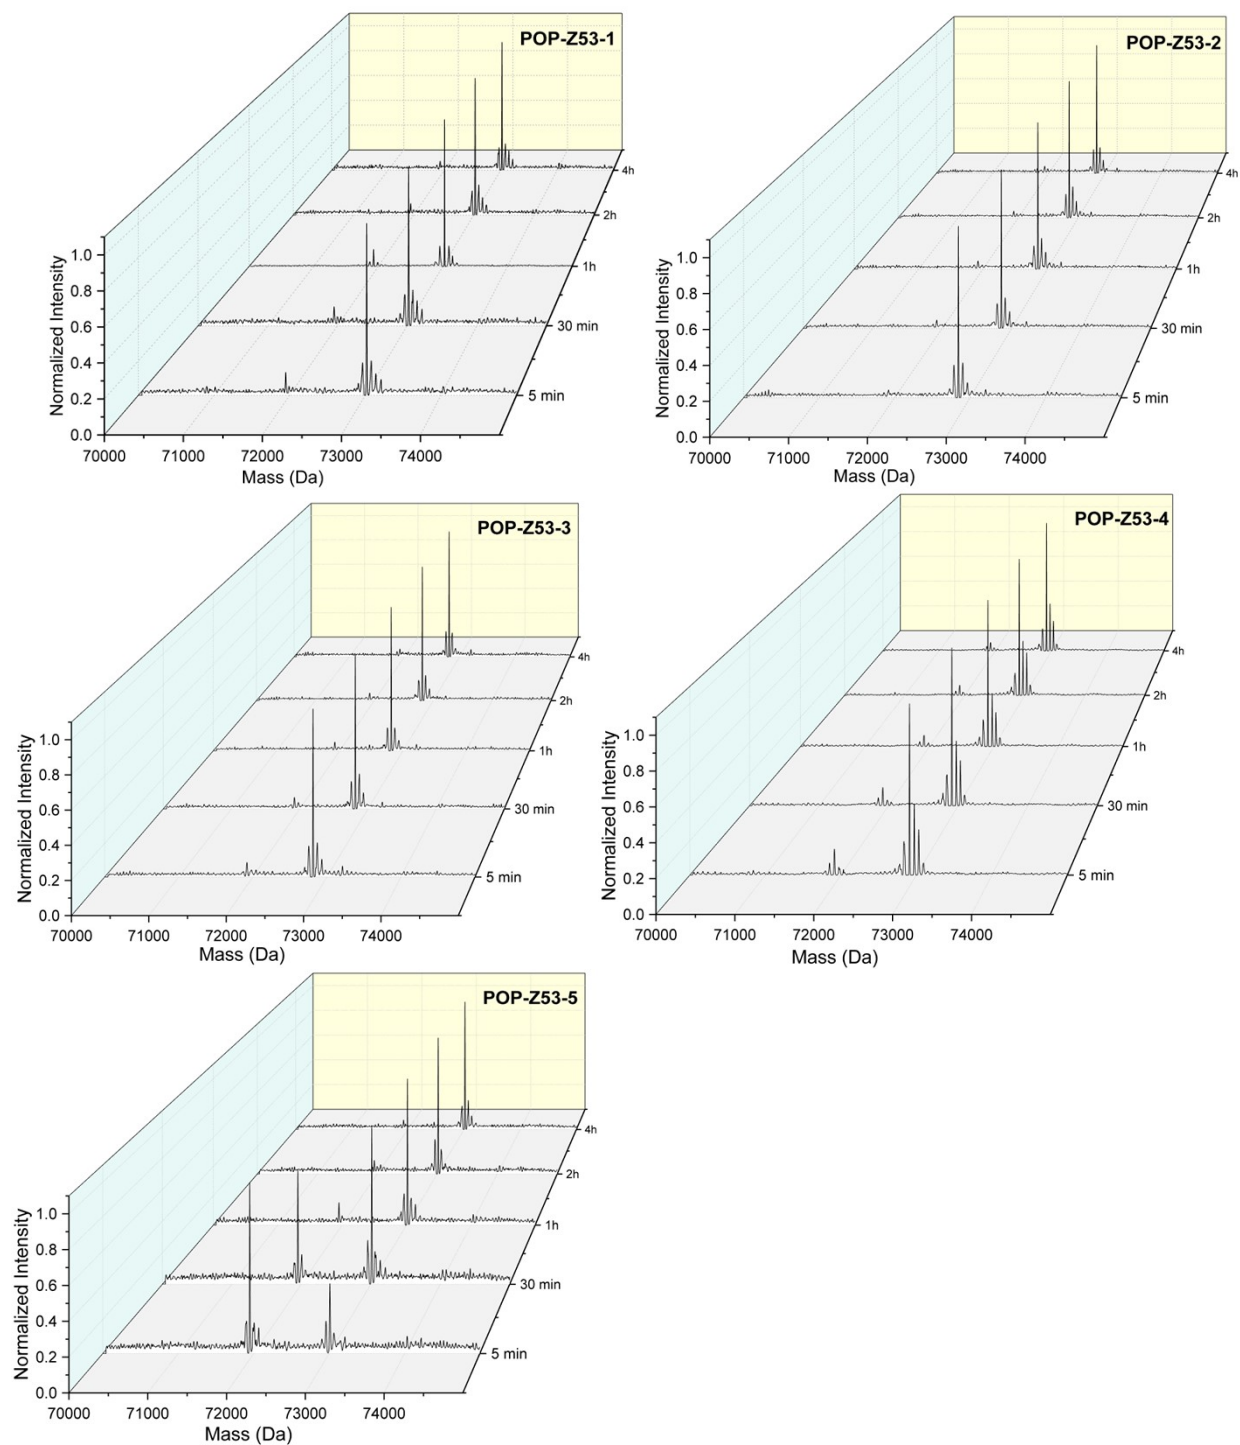 POP-Z53-1
4h
2h
1h
30 min
5 min
1.0
0.8
0.6
0.4
0.2
0.0
Normalized Intensity
70000 71000 72000 73000 74000
Mass (Da)
POP-Z53-2
4h
2h
1h
30 min
5 min
1.0
0.8
0.6
0.4
0.2
0.0
Normalized Intensity
70000 71000 72000 73000 74000
Mass (Da)
POP-Z53-3
4h
2h
1h
30 min
5 min
1.0
0.8
0.6
0.4
0.2
0.0
Normalized Intensity
70000 71000 72000 73000 74000
Mass (Da)
POP-Z53-4
4h
2h
1h
30 min
5 min
1.0
0.8
0.6
0.4
0.2
0.0
Normalized Intensity
70000 71000 72000 73000 74000
Mass (Da)
POP-Z53-5
4h
2h
1h
30 min
5 min
1.0
0.8
0.6
0.4
0.2
0.0
Normalized Intensity
70000 71000 72000 73000 74000
Mass (Da)